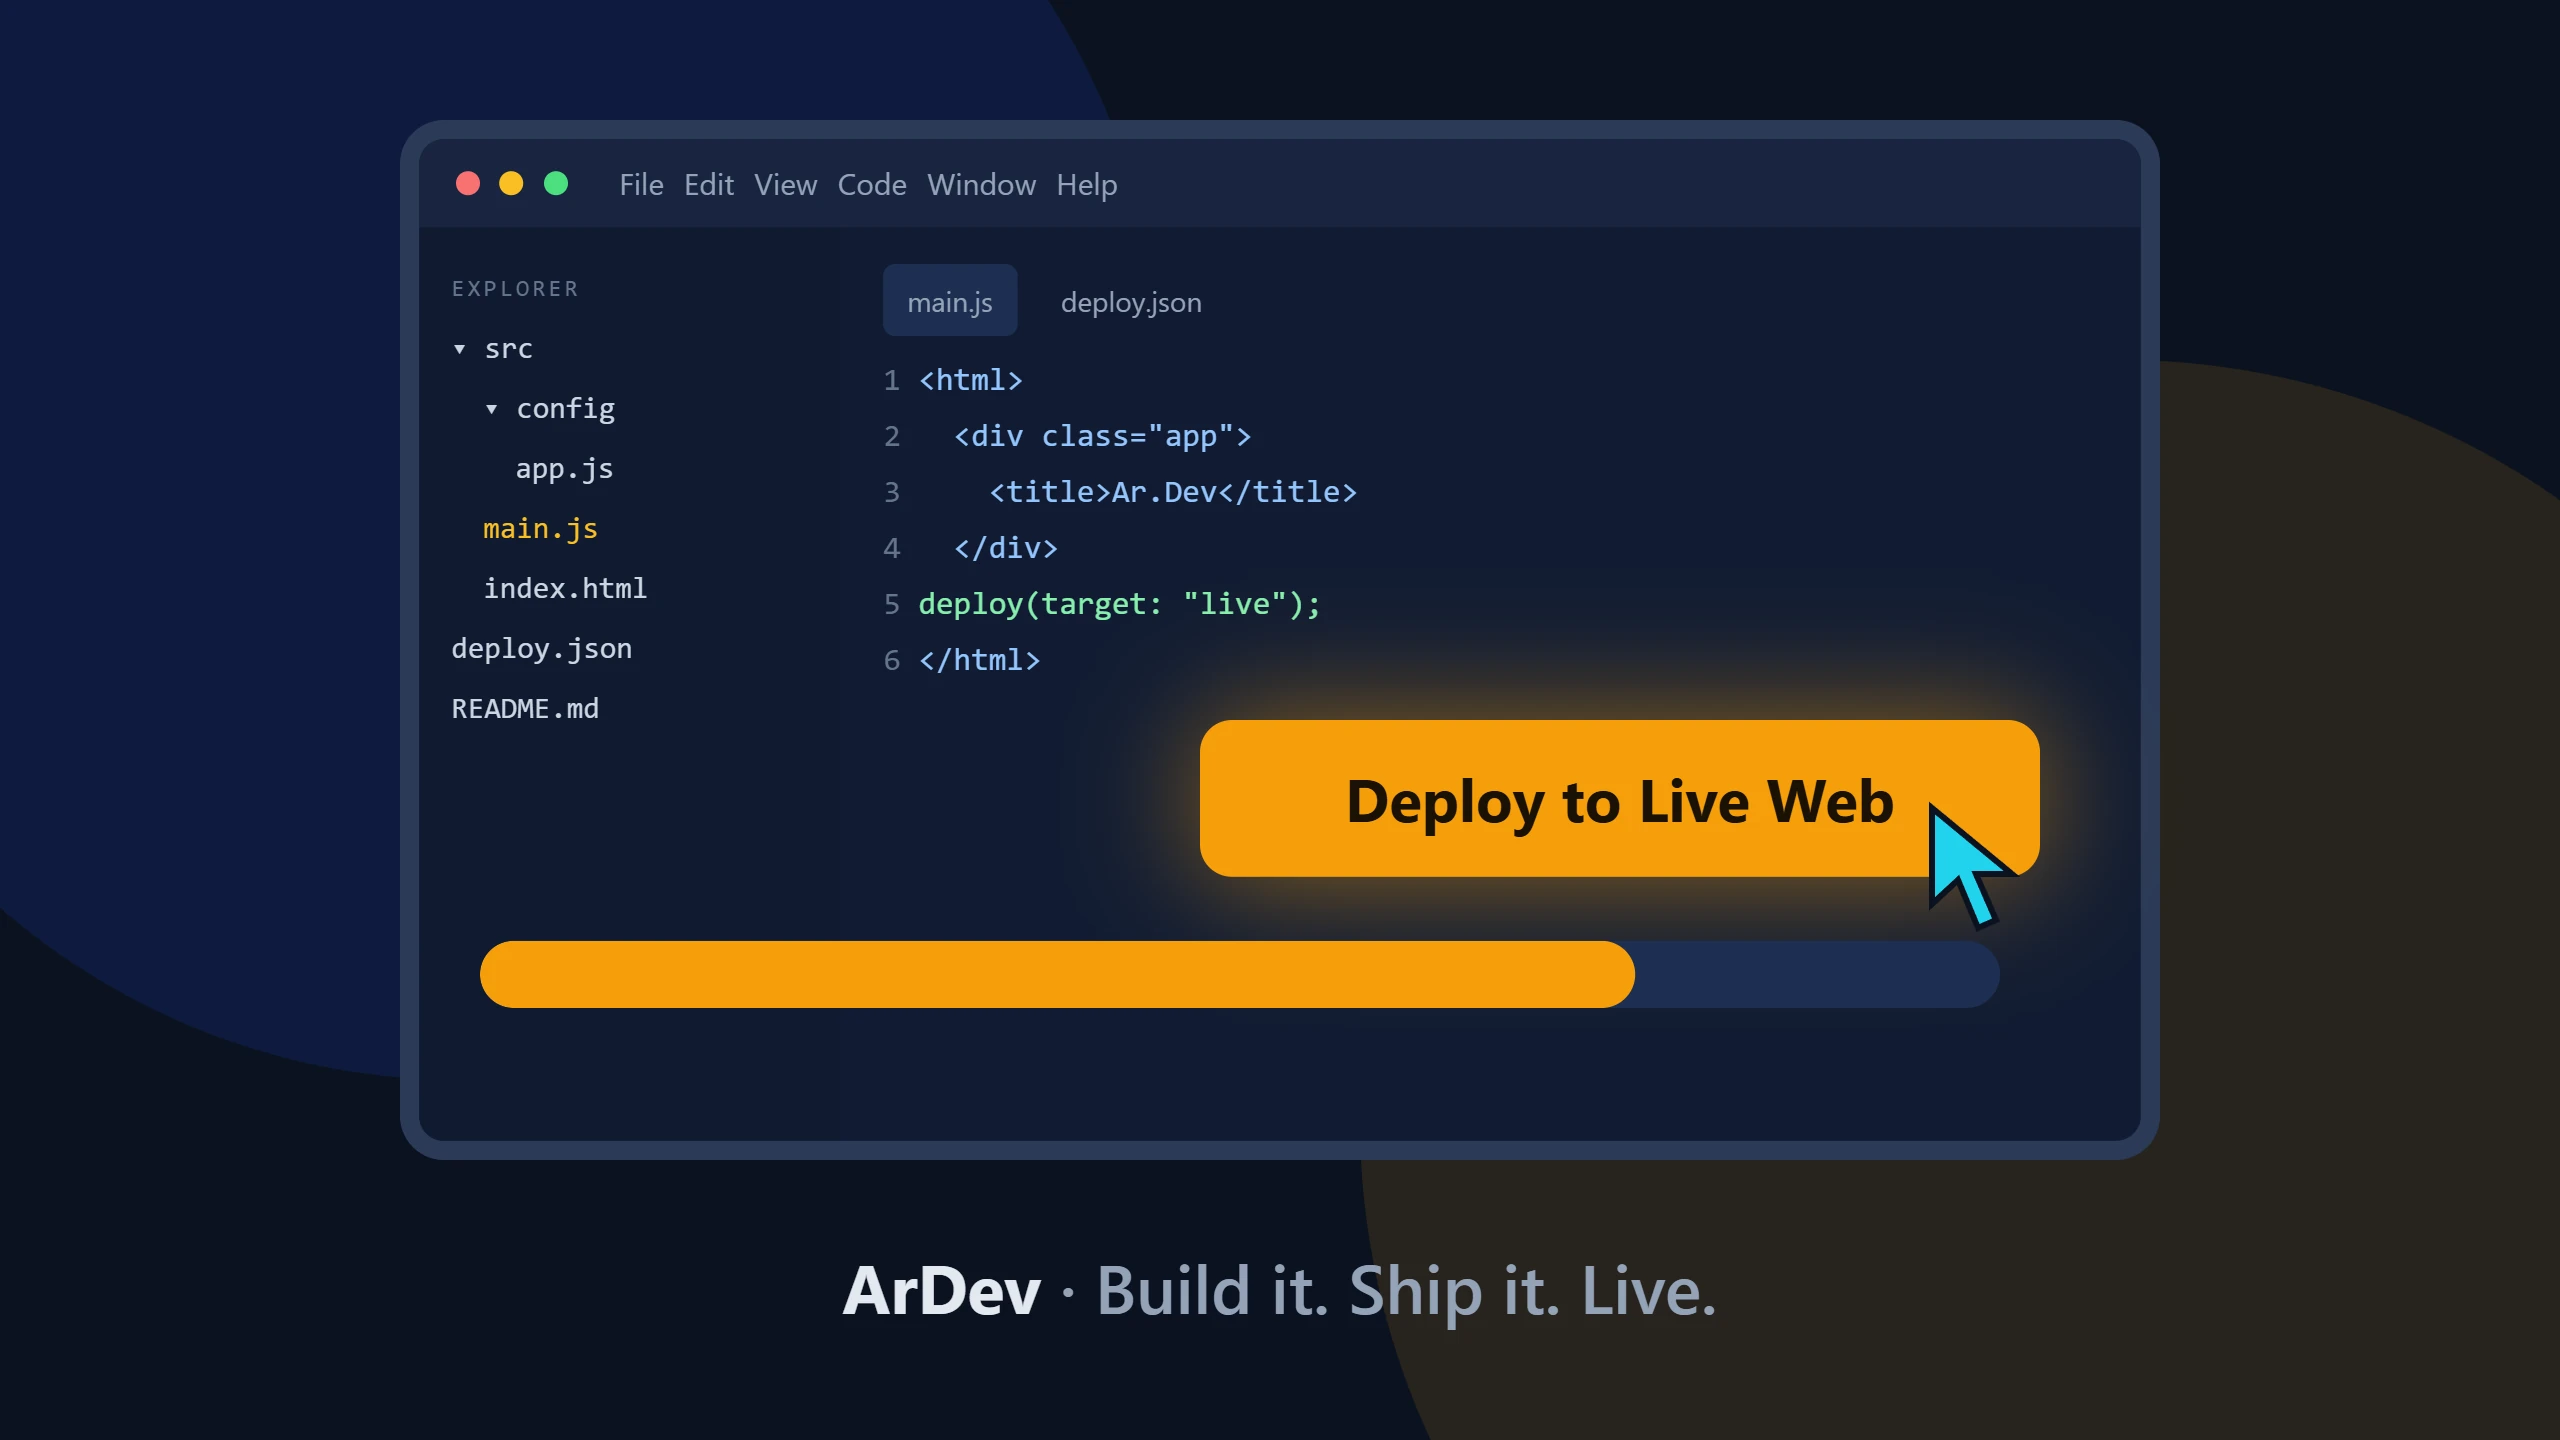 File Edit View Code Window Help
EXPLORER
▾ src
▾ config
app.js
main.js
index.html
deploy.json
README.md
main.js deploy.json
1 <html>
2 <div class="app">
3 <title>Ar.Dev</title>
4 </div>
5 deploy(target: "live");
6 </html>
Deploy to Live Web
ArDev · Build it. Ship it. Live.